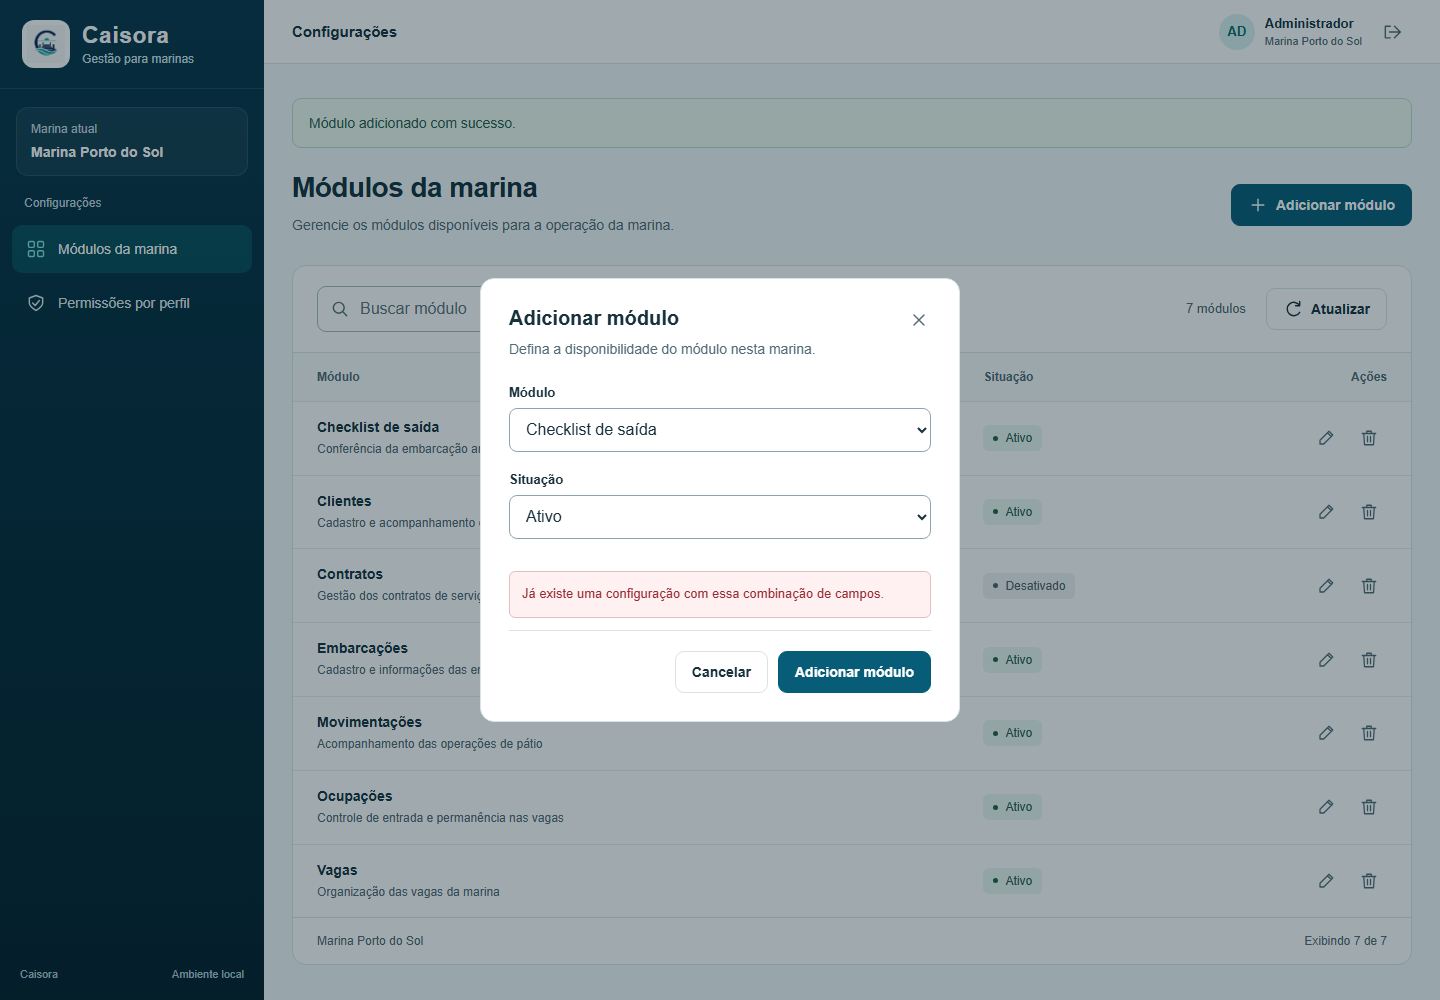 Caisora
Gestão para marinas
Marina atual
Marina Porto do Sol
Configurações
Módulos da marina
Permissões por perfil
Caisora
Ambiente local
Configurações
AD
Administrador
Marina Porto do Sol
Módulo adicionado com sucesso.
Módulos da marina
Gerencie os módulos disponíveis para a operação da marina.
Adicionar módulo
Buscar módulo
7 módulos
Atualizar
Módulo
Situação
Ações
Checklist de saída
Conferência da embarcação
Ativo
Clientes
Cadastro e acompanhamento
Ativo
Contratos
Gestão dos contratos de
Desativado
Embarcações
Cadastro e informações das
Ativo
Movimentações
Acompanhamento das operações de pátio
Ativo
Ocupações
Controle de entrada e permanência nas vagas
Ativo
Vagas
Organização das vagas da marina
Ativo
Marina Porto do Sol
Exibindo 7 de 7
Adicionar módulo
Defina a disponibilidade do módulo nesta marina.
Módulo
Checklist de saída
Situação
Ativo
Já existe uma configuração com essa combinação de campos.
Cancelar
Adicionar módulo